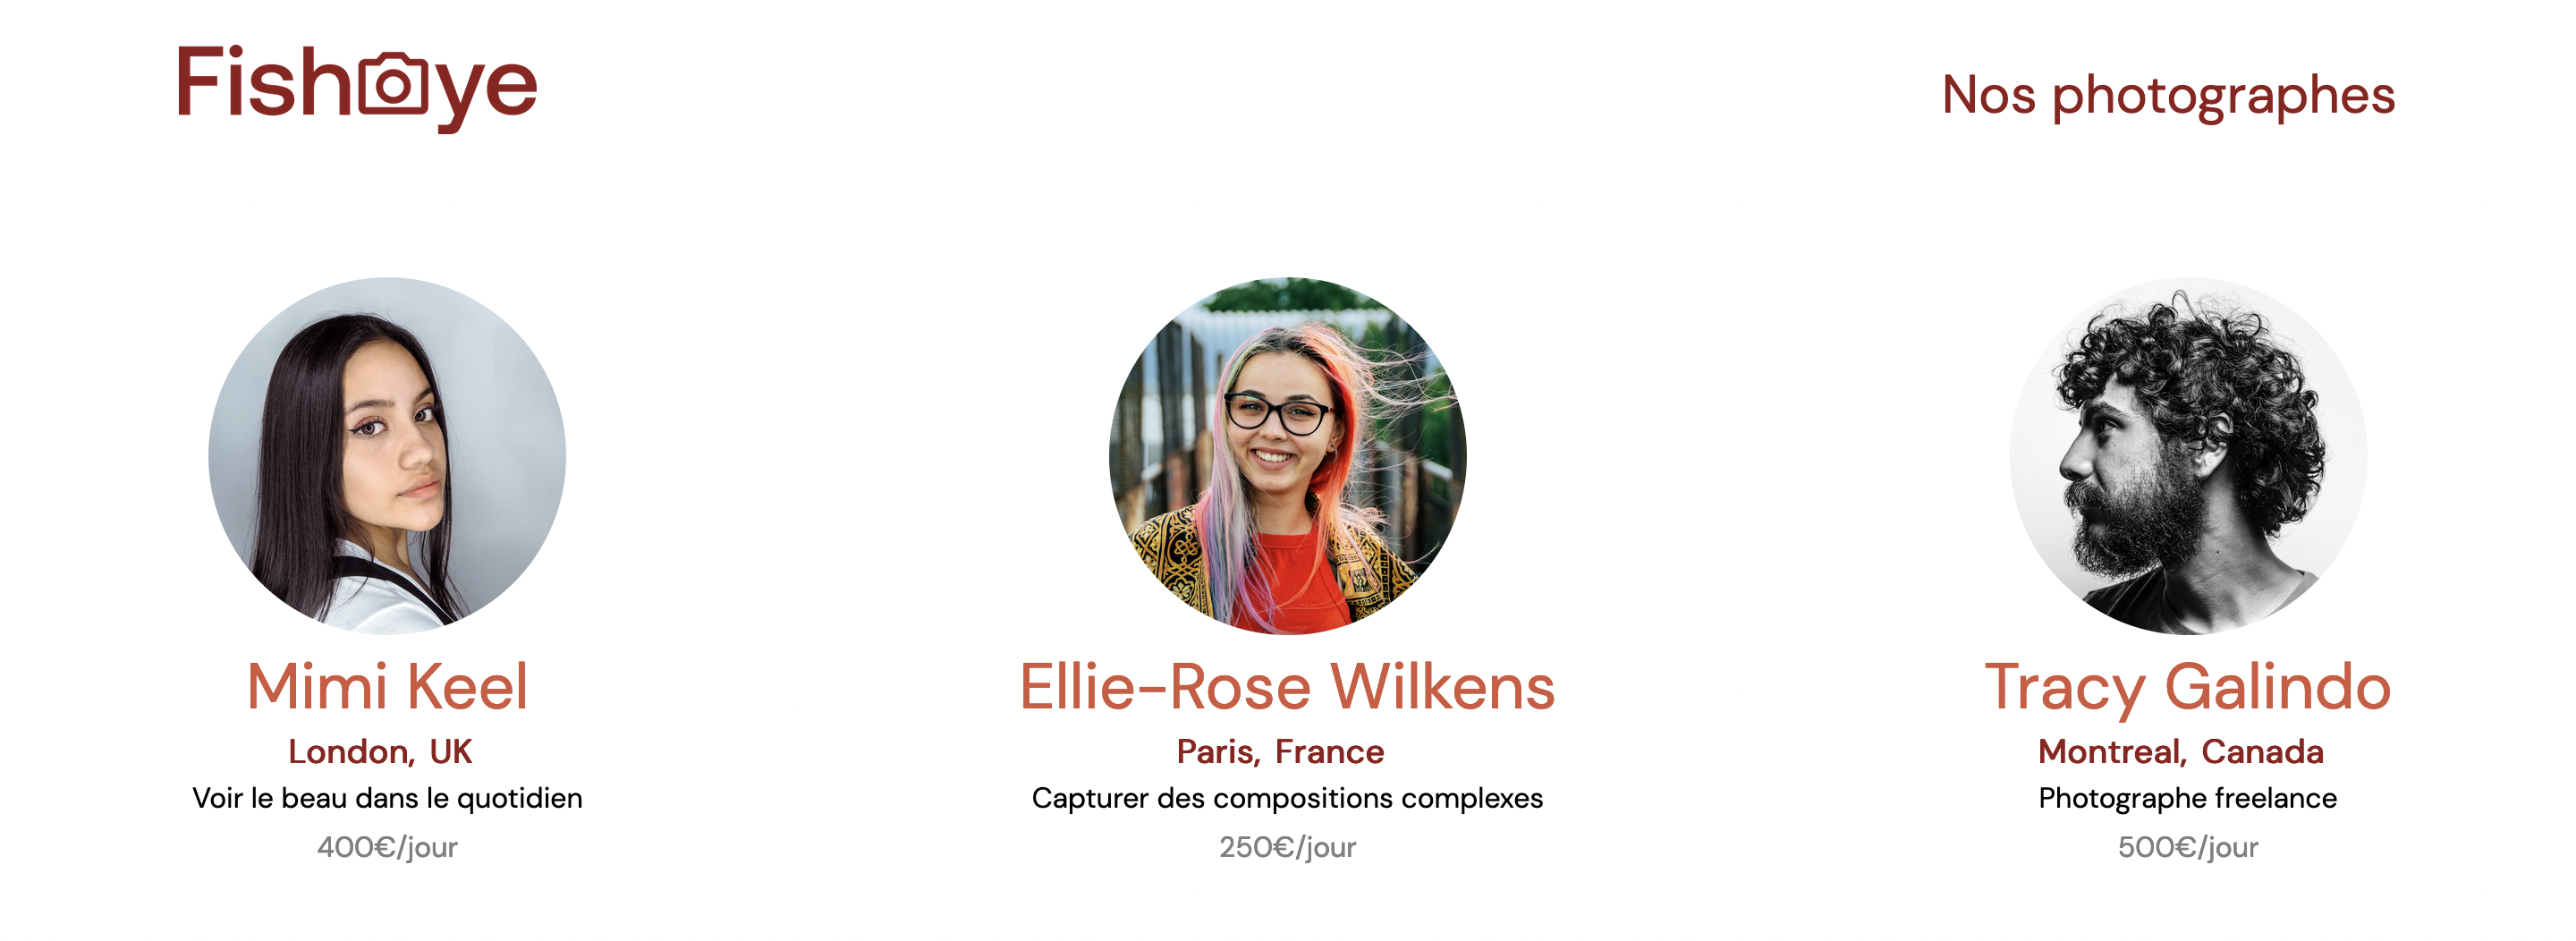 Fisheye
Nos photographes
Mimi Keel
London, UK
Voir le beau dans le quotidien
400€/jour
Ellie-Rose Wilkens
Paris, France
Capturer des compositions complexes
250€/jour
Tracy Galindo
Montreal, Canada
Photographe freelance
500€/jour